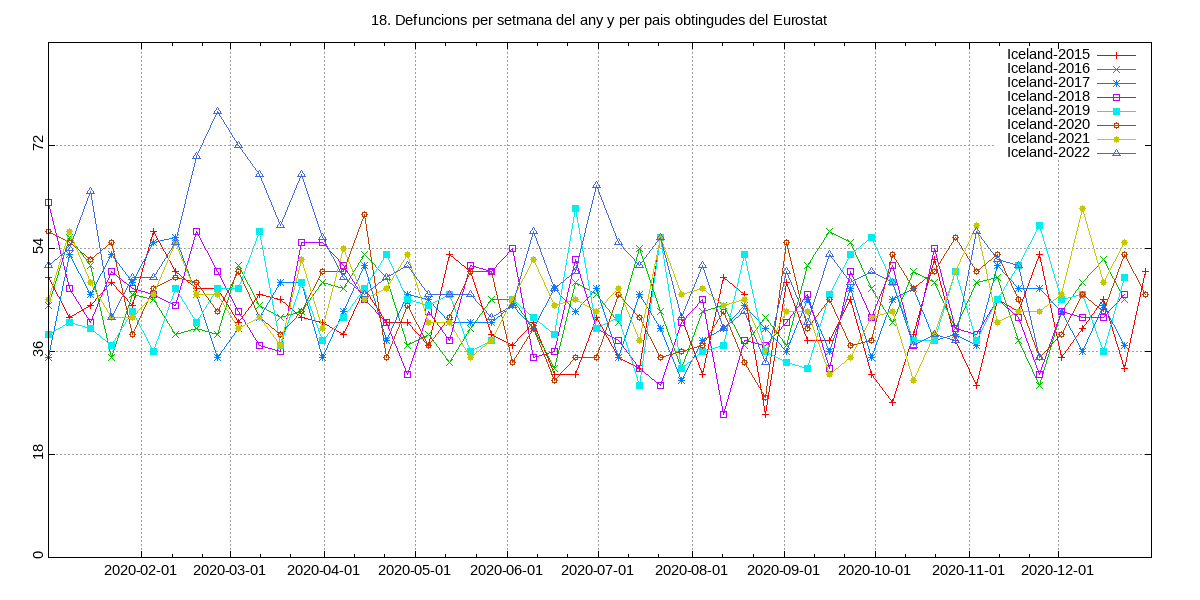 18. Defuncions per setmana del any y per pais obtingudes del Eurostat
Iceland-2015
Iceland-2016
Iceland-2017
Iceland-2018
Iceland-2019
Iceland-2020
Iceland-2021
Iceland-2022
72
54
36
18
0
2020-02-01 2020-03-01 2020-04-01 2020-05-01 2020-06-01 2020-07-01 2020-08-01 2020-09-01 2020-10-01 2020-11-01 2020-12-01